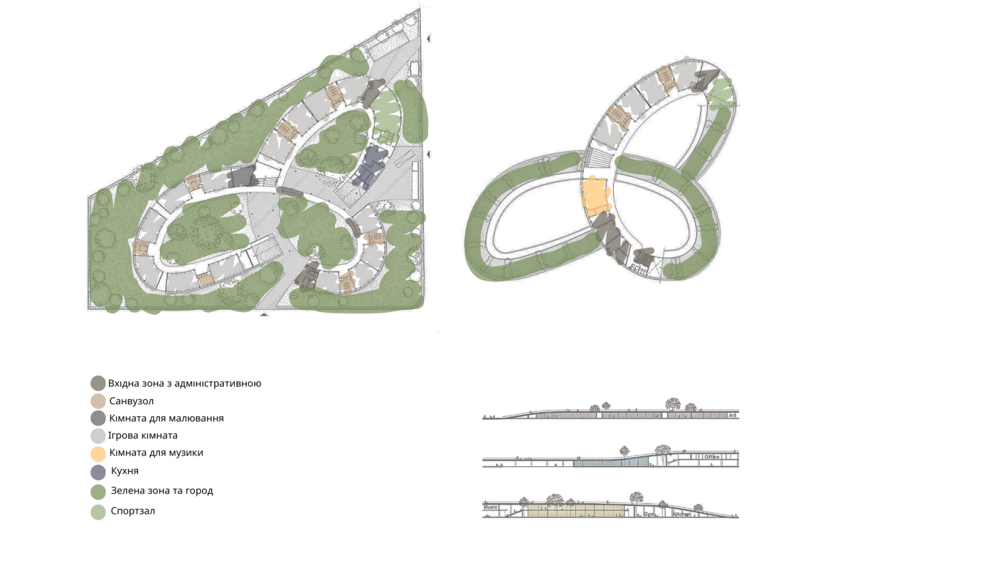 Вхідна зона з адміністративною
Санвузол
Кімната для малювання
Ігрова кімната
Кімната для музики
Кухня
Зелена зона та город
Спортзал
Art
Office
Music
Gym
Kitchen